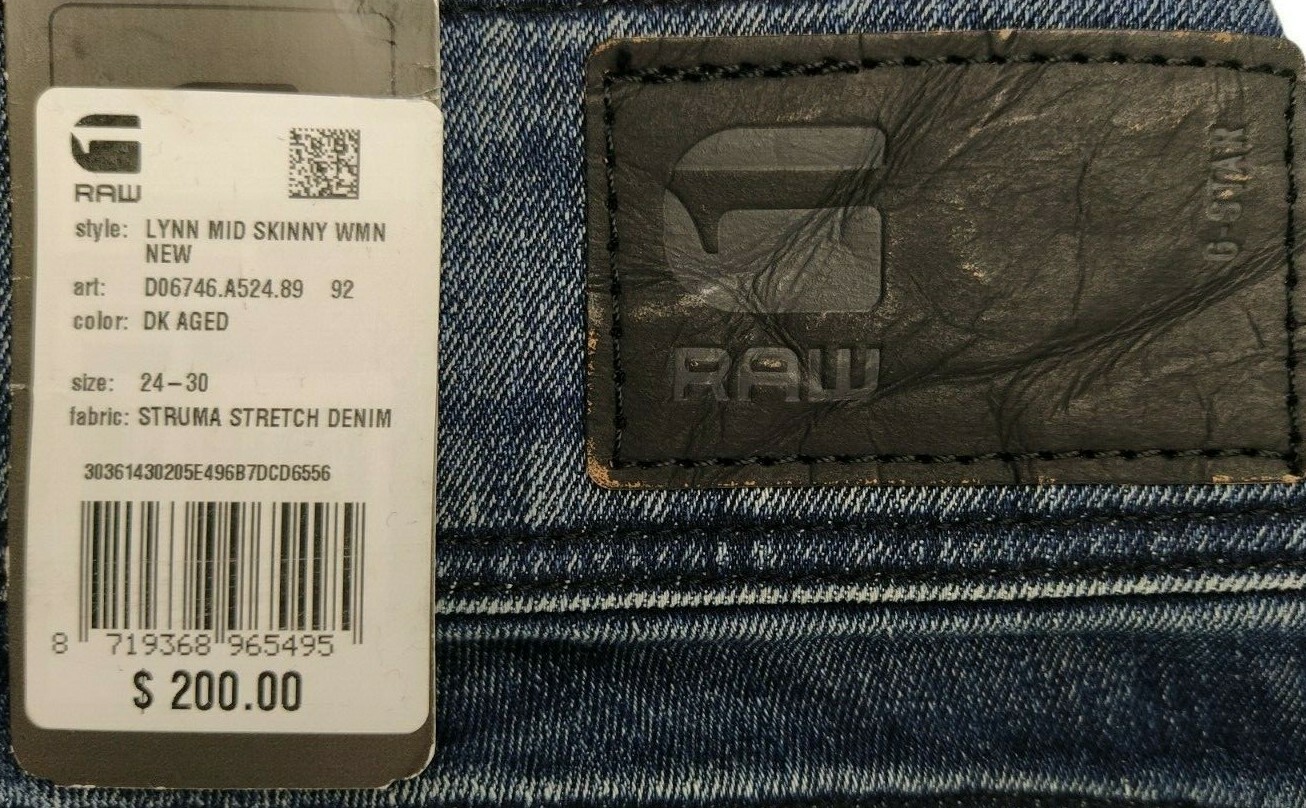 RAW
style: LYNN MID SKINNY WMN
NEW
art: D06746.A524.89 92
color: DK AGED
size: 24-30
fabric: STRUMA STRETCH DENIM
30361430205E496B7DCD6556
8 719368 965495
$ 200.00
RAW
G-STAR